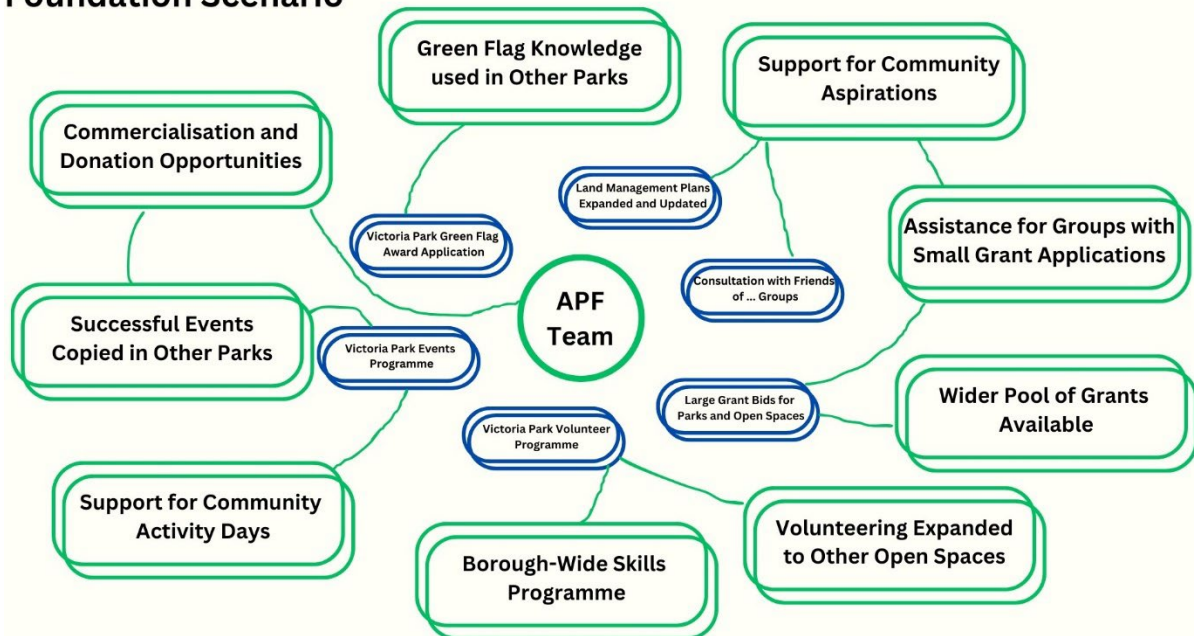 Foundation Scenario
Green Flag Knowledge
used in Other Parks
Support for Community
Aspirations
Commercialisation and
Donation Opportunities
Land Management Plans
Expanded and Updated
Victoria Park Green Flag
Award Application
Assistance for Groups with
Small Grant Applications
Consultation with Friends
of ... Groups
APF
Team
Successful Events
Copied in Other Parks
Victoria Park Events
Programme
Large Grant Bids for
Parks and Open Spaces
Wider Pool of Grants
Available
Victoria Park Volunteer
Programme
Support for Community
Activity Days
Volunteering Expanded
to Other Open Spaces
Borough-Wide Skills
Programme